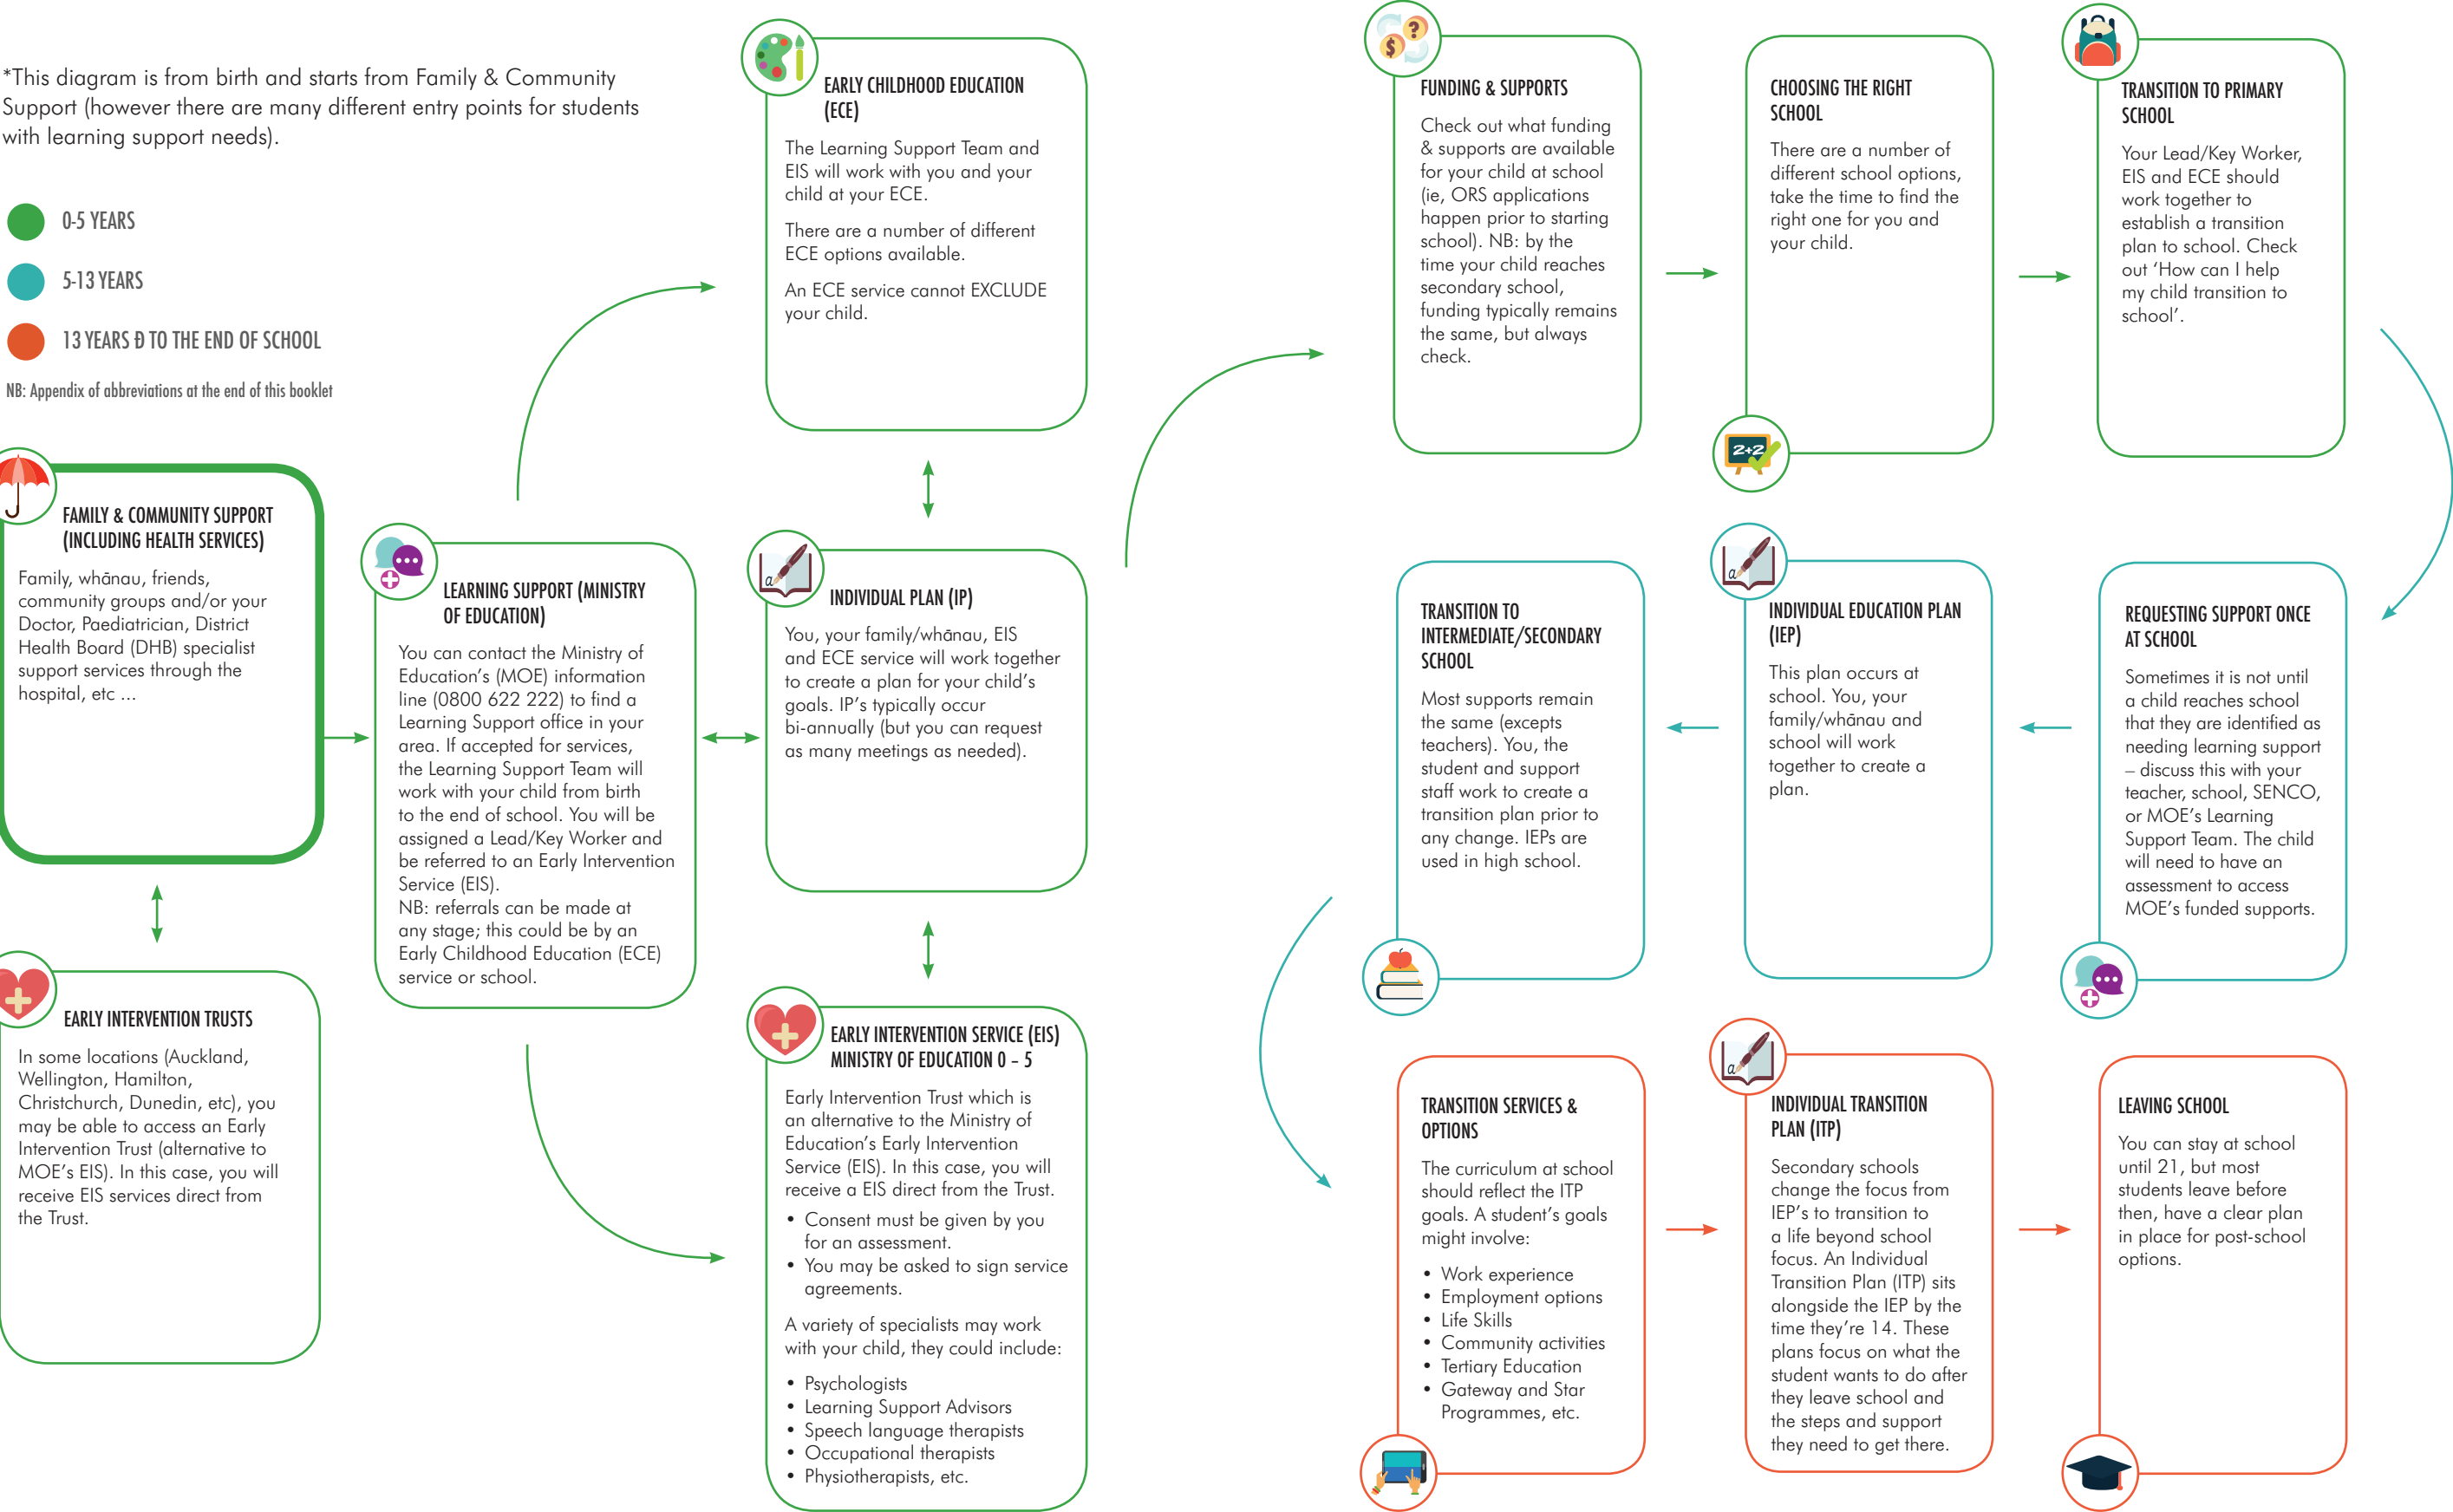 *This diagram is from birth and starts from Family & Community
Support (however there are many different entry points for students
with learning support needs).
0-5 YEARS
5-13 YEARS
13 YEARS Ð TO THE END OF SCHOOL
NB: Appendix of abbreviations at the end of this booklet
FAMILY & COMMUNITY SUPPORT
(INCLUDING HEALTH SERVICES)
Family, whānau, friends,
community groups and/or your
Doctor, Paediatrician, District
Health Board (DHB) specialist
support services through the
hospital, etc ...
EARLY INTERVENTION TRUSTS
In some locations (Auckland,
Wellington, Hamilton,
Christchurch, Dunedin, etc), you
may be able to access an Early
Intervention Trust (alternative to
MOE's EIS). In this case, you will
receive EIS services direct from
the Trust.
LEARNING SUPPORT (MINISTRY
OF EDUCATION)
You can contact the Ministry of
Education's (MOE) information
line (0800 622 222) to find a
Learning Support office in your
area. If accepted for services,
the Learning Support Team will
work with your child from birth
to the end of school. You will be
assigned a Lead/Key Worker and
be referred to an Early Intervention
Service (EIS).
NB: referrals can be made at
any stage; this could be by an
Early Childhood Education (ECE)
service or school.
EARLY CHILDHOOD EDUCATION
(ECE)
The Learning Support Team and
EIS will work with you and your
child at your ECE.
There are a number of different
ECE options available.
An ECE service cannot EXCLUDE
your child.
a
INDIVIDUAL PLAN (IP)
You, your family/whānau, EIS
and ECE service will work together
to create a plan for your child's
goals. IP's typically occur
bi-annually (but you can request
as many meetings as needed).
EARLY INTERVENTION SERVICE (EIS)
MINISTRY OF EDUCATION 0 – 5
Early Intervention Trust which is
an alternative to the Ministry of
Education's Early Intervention
Service (EIS). In this case, you will
receive a EIS direct from the Trust.
• Consent must be given by you
for an assessment.
• You may be asked to sign service
agreements.
A variety of specialists may work
with your child, they could include:
• Psychologists
• Learning Support Advisors
• Speech language therapists
• Occupational therapists
• Physiotherapists, etc.
$ ?
FUNDING & SUPPORTS
Check out what funding
& supports are available
for your child at school
(ie, ORS applications
happen prior to starting
school). NB: by the
time your child reaches
secondary school,
funding typically remains
the same, but always
check.
CHOOSING THE RIGHT
SCHOOL
There are a number of
different school options,
take the time to find the
right one for you and
your child.
2+2
TRANSITION TO PRIMARY
SCHOOL
Your Lead/Key Worker,
EIS and ECE should
work together to
establish a transition
plan to school. Check
out 'How can I help
my child transition to
school'.
REQUESTING SUPPORT ONCE
AT SCHOOL
Sometimes it is not until
a child reaches school
that they are identified as
needing learning support
– discuss this with your
teacher, school, SENCO,
or MOE's Learning
Support Team. The child
will need to have an
assessment to access
MOE's funded supports.
a
INDIVIDUAL EDUCATION PLAN
(IEP)
This plan occurs at
school. You, your
family/whānau and
school will work
together to create a
plan.
TRANSITION TO
INTERMEDIATE/SECONDARY
SCHOOL
Most supports remain
the same (excepts
teachers). You, the
student and support
staff work to create a
transition plan prior to
any change. IEPs are
used in high school.
TRANSITION SERVICES &
OPTIONS
The curriculum at school
should reflect the ITP
goals. A student's goals
might involve:
• Work experience
• Employment options
• Life Skills
• Community activities
• Tertiary Education
• Gateway and Star
Programmes, etc.
a
INDIVIDUAL TRANSITION
PLAN (ITP)
Secondary schools
change the focus from
IEP's to transition to
a life beyond school
focus. An Individual
Transition Plan (ITP) sits
alongside the IEP by the
time they're 14. These
plans focus on what the
student wants to do after
they leave school and
the steps and support
they need to get there.
LEAVING SCHOOL
You can stay at school
until 21, but most
students leave before
then, have a clear plan
in place for post-school
options.